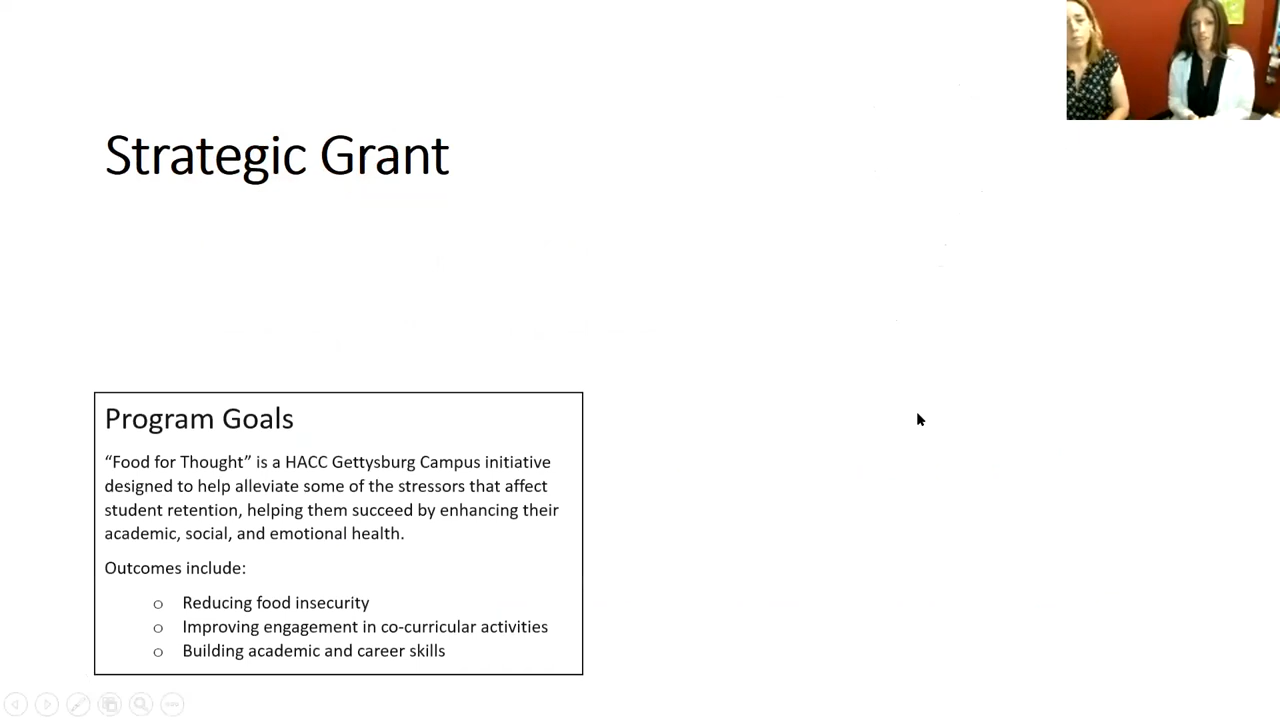 Strategic Grant
Program Goals
“Food for Thought” is a HACC Gettysburg Campus initiative
designed to help alleviate some of the stressors that affect
student retention, helping them succeed by enhancing their
academic, social, and emotional health.
Outcomes include:
o Reducing food insecurity
o Improving engagement in co-curricular activities
o Building academic and career skills